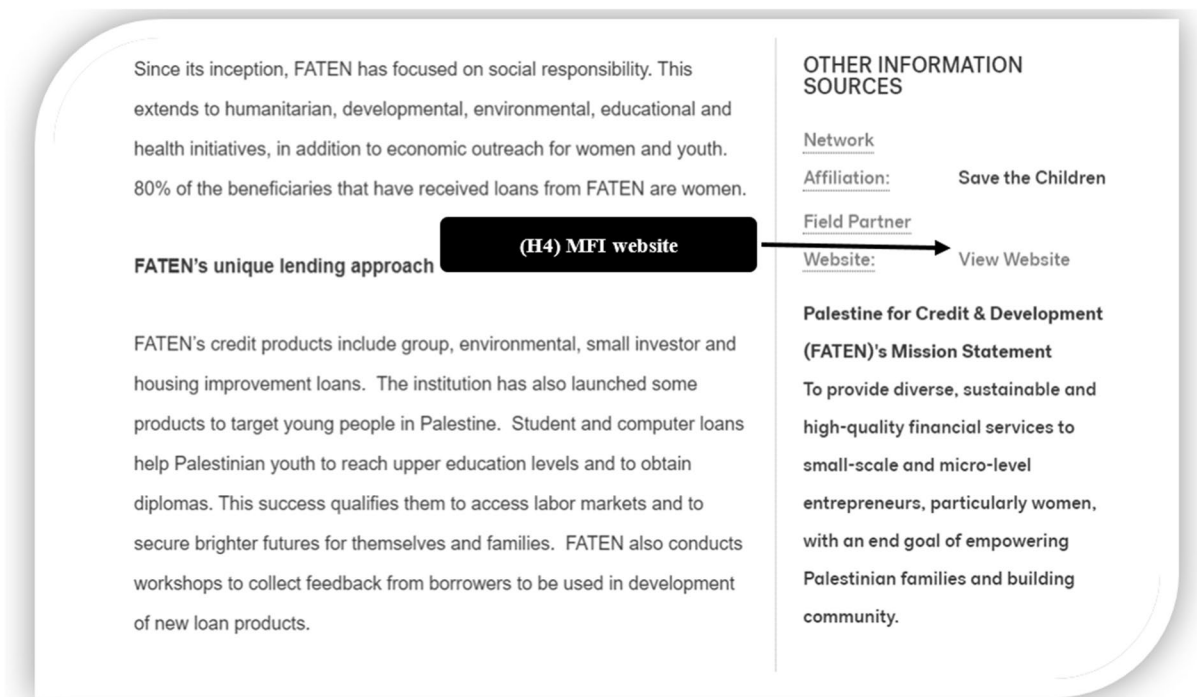 Since its inception, FATEN has focused on social responsibility. This
extends to humanitarian, developmental, environmental, educational and
health initiatives, in addition to economic outreach for women and youth.
80% of the beneficiaries that have received loans from FATEN are women.
(H4) MFI website
FATEN’s unique lending approach
FATEN’s credit products include group, environmental, small investor and
housing improvement loans.  The institution has also launched some
products to target young people in Palestine.  Student and computer loans
help Palestinian youth to reach upper education levels and to obtain
diplomas. This success qualifies them to access labor markets and to
secure brighter futures for themselves and families.  FATEN also conducts
workshops to collect feedback from borrowers to be used in development
of new loan products.
OTHER INFORMATION
SOURCES
Network
Affiliation: Save the Children
Field Partner
Website: View Website
Palestine for Credit & Development
(FATEN)'s Mission Statement
To provide diverse, sustainable and
high-quality financial services to
small-scale and micro-level
entrepreneurs, particularly women,
with an end goal of empowering
Palestinian families and building
community.